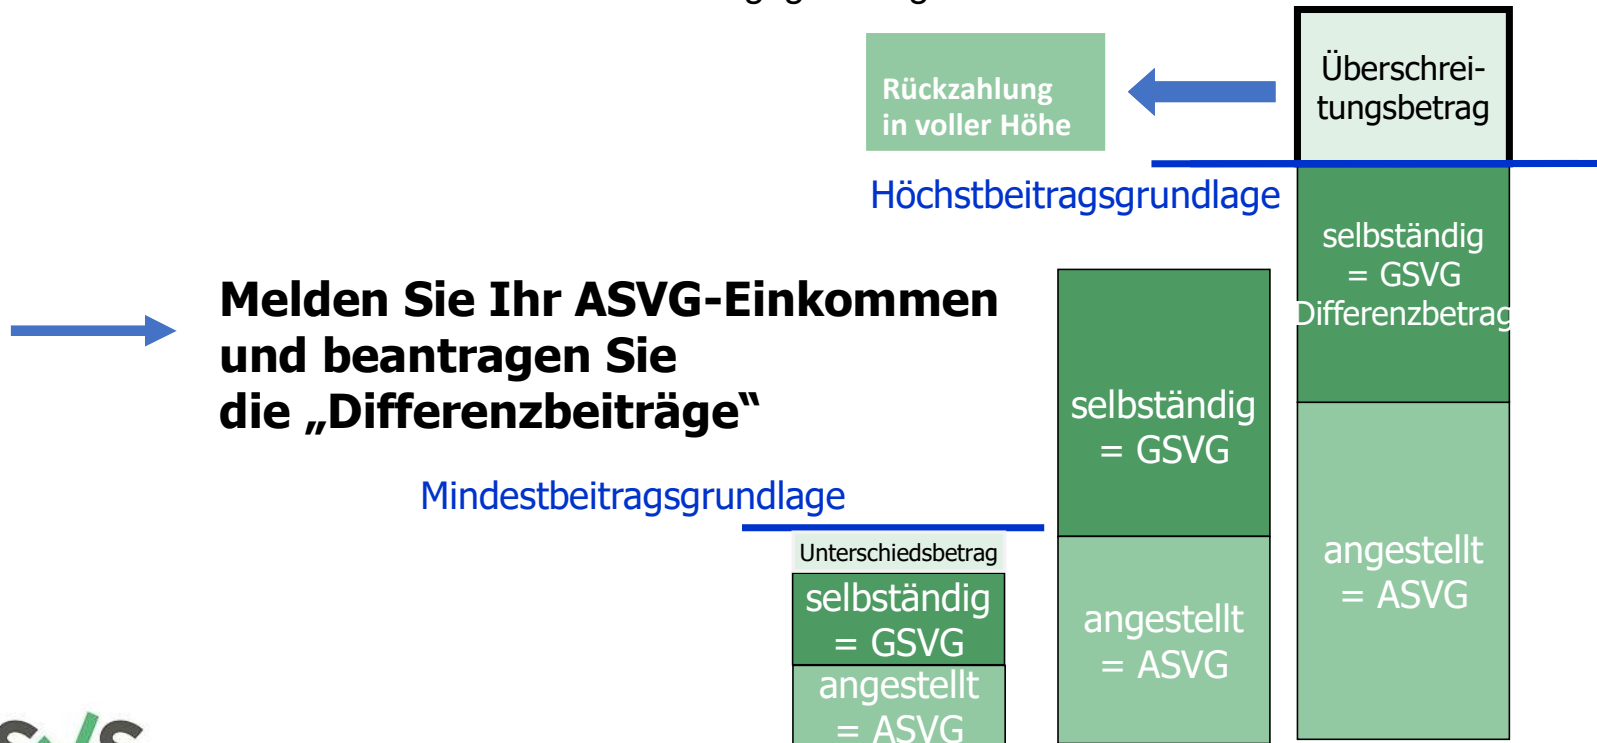 Überschrei-
tungsbetrag
Rückzahlung
in voller Höhe
Höchstbeitragsgrundlage
selbständig
= GSVG
Differenzbetrag
Melden Sie Ihr ASVG-Einkommen
und beantragen Sie
die „Differenzbeiträge“
selbständig
= GSVG
Mindestbeitragsgrundlage
Unterschiedsbetrag
selbständig
= GSVG
angestellt
= ASVG
angestellt
= ASVG
angestellt
= ASVG